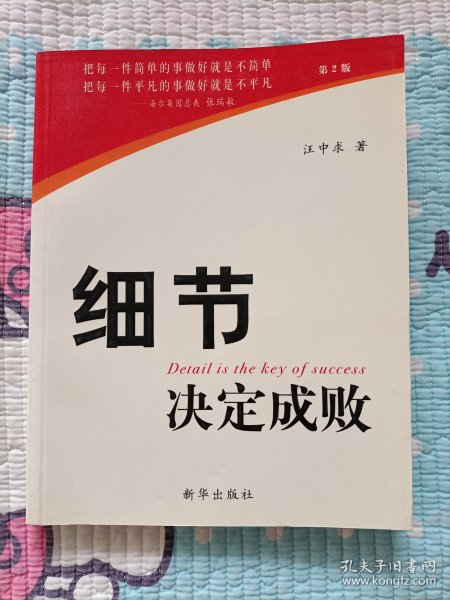 把每一件简单的事做好就是不简单
把每一件平凡的事做好就是不平凡
——海尔集团总裁 张瑞敏
第2版
汪中求 著
细节
Detail is the key of success
决定成败
新华出版社
孔夫子旧书网
www.kongfz.com